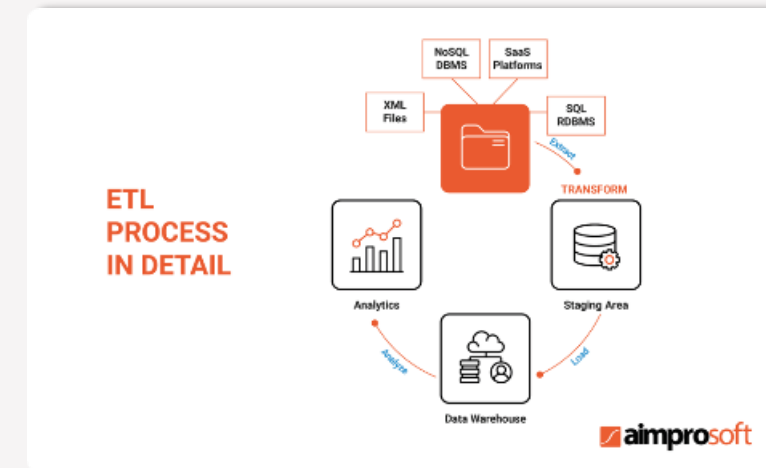 NoSQL
DBMS
SaaS
Platforms
XML
Files
SQL
RDBMS
Extract
TRANSFORM
ETL
PROCESS
IN DETAIL
Analytics
Staging Area
Analyze
Load
Data Warehouse
aimprosoft